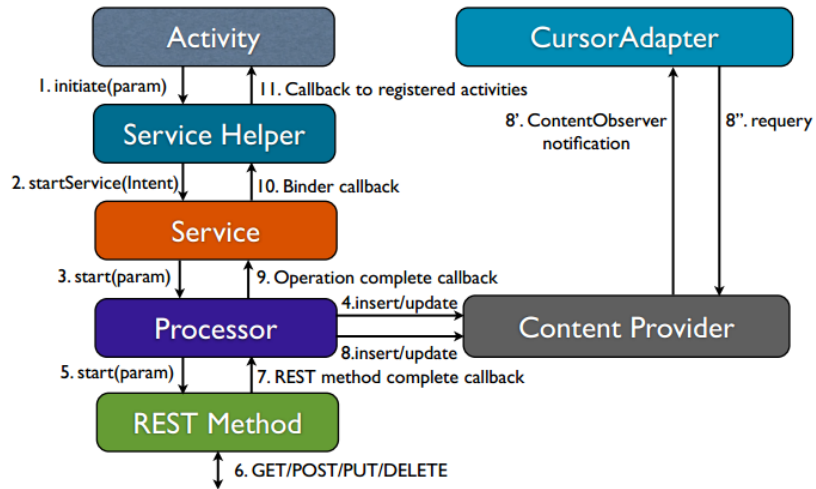 Activity
CursorAdapter
1. initiate(param)
11. Callback to registered activities
Service Helper
8'. ContentObserver
notification
8". requery
2. startService(Intent)
10. Binder callback
Service
3. start(param)
9. Operation complete callback
4.insert/update
Processor
Content Provider
8.insert/update
5. start(param)
7. REST method complete callback
REST Method
6. GET/POST/PUT/DELETE